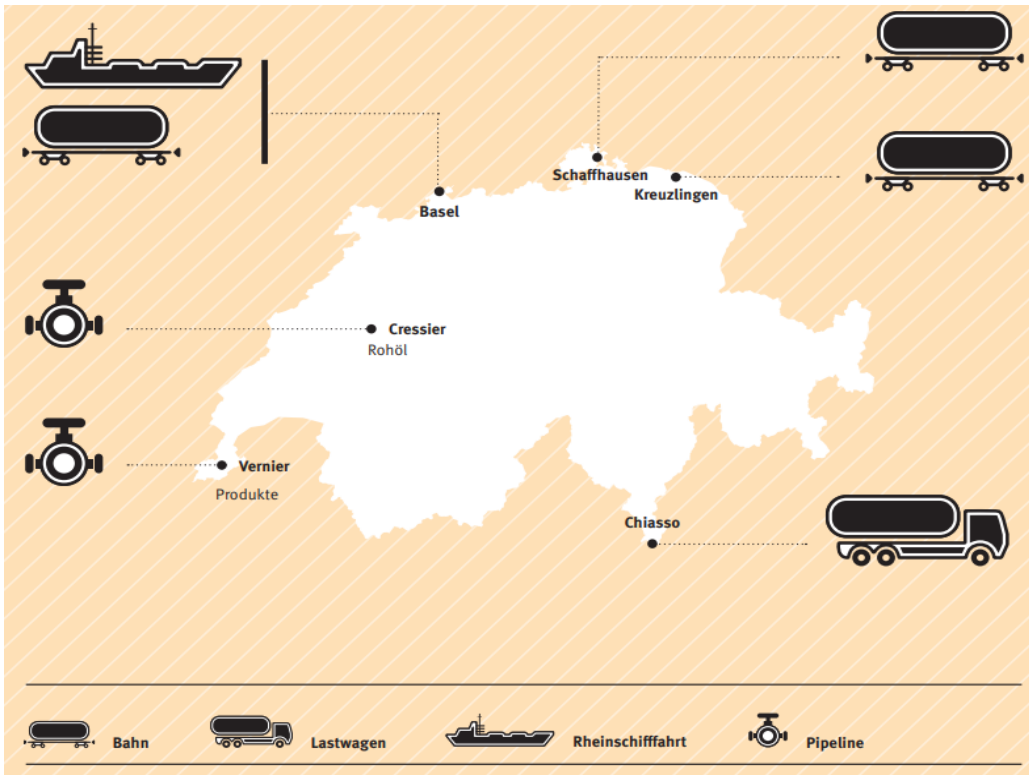 Schaffhausen
Kreuzlingen
Basel
Cressier
Rohöl
Vernier
Produkte
Chiasso
Bahn
Lastwagen
Rheinschifffahrt
Pipeline